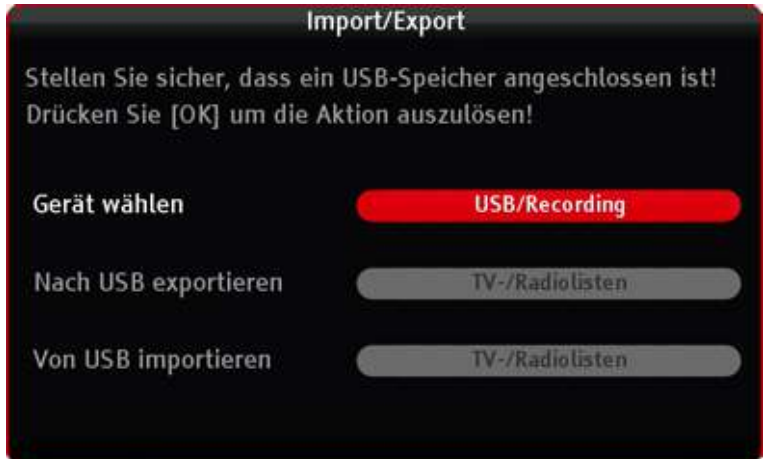 Import/Export
Stellen Sie sicher, dass ein USB-Speicher angeschlossen ist!
Drücken Sie [OK] um die Aktion auszulösen!
Gerät wählen USB/Recording
Nach USB exportieren TV-/Radiolisten
Von USB importieren TV-/Radiolisten